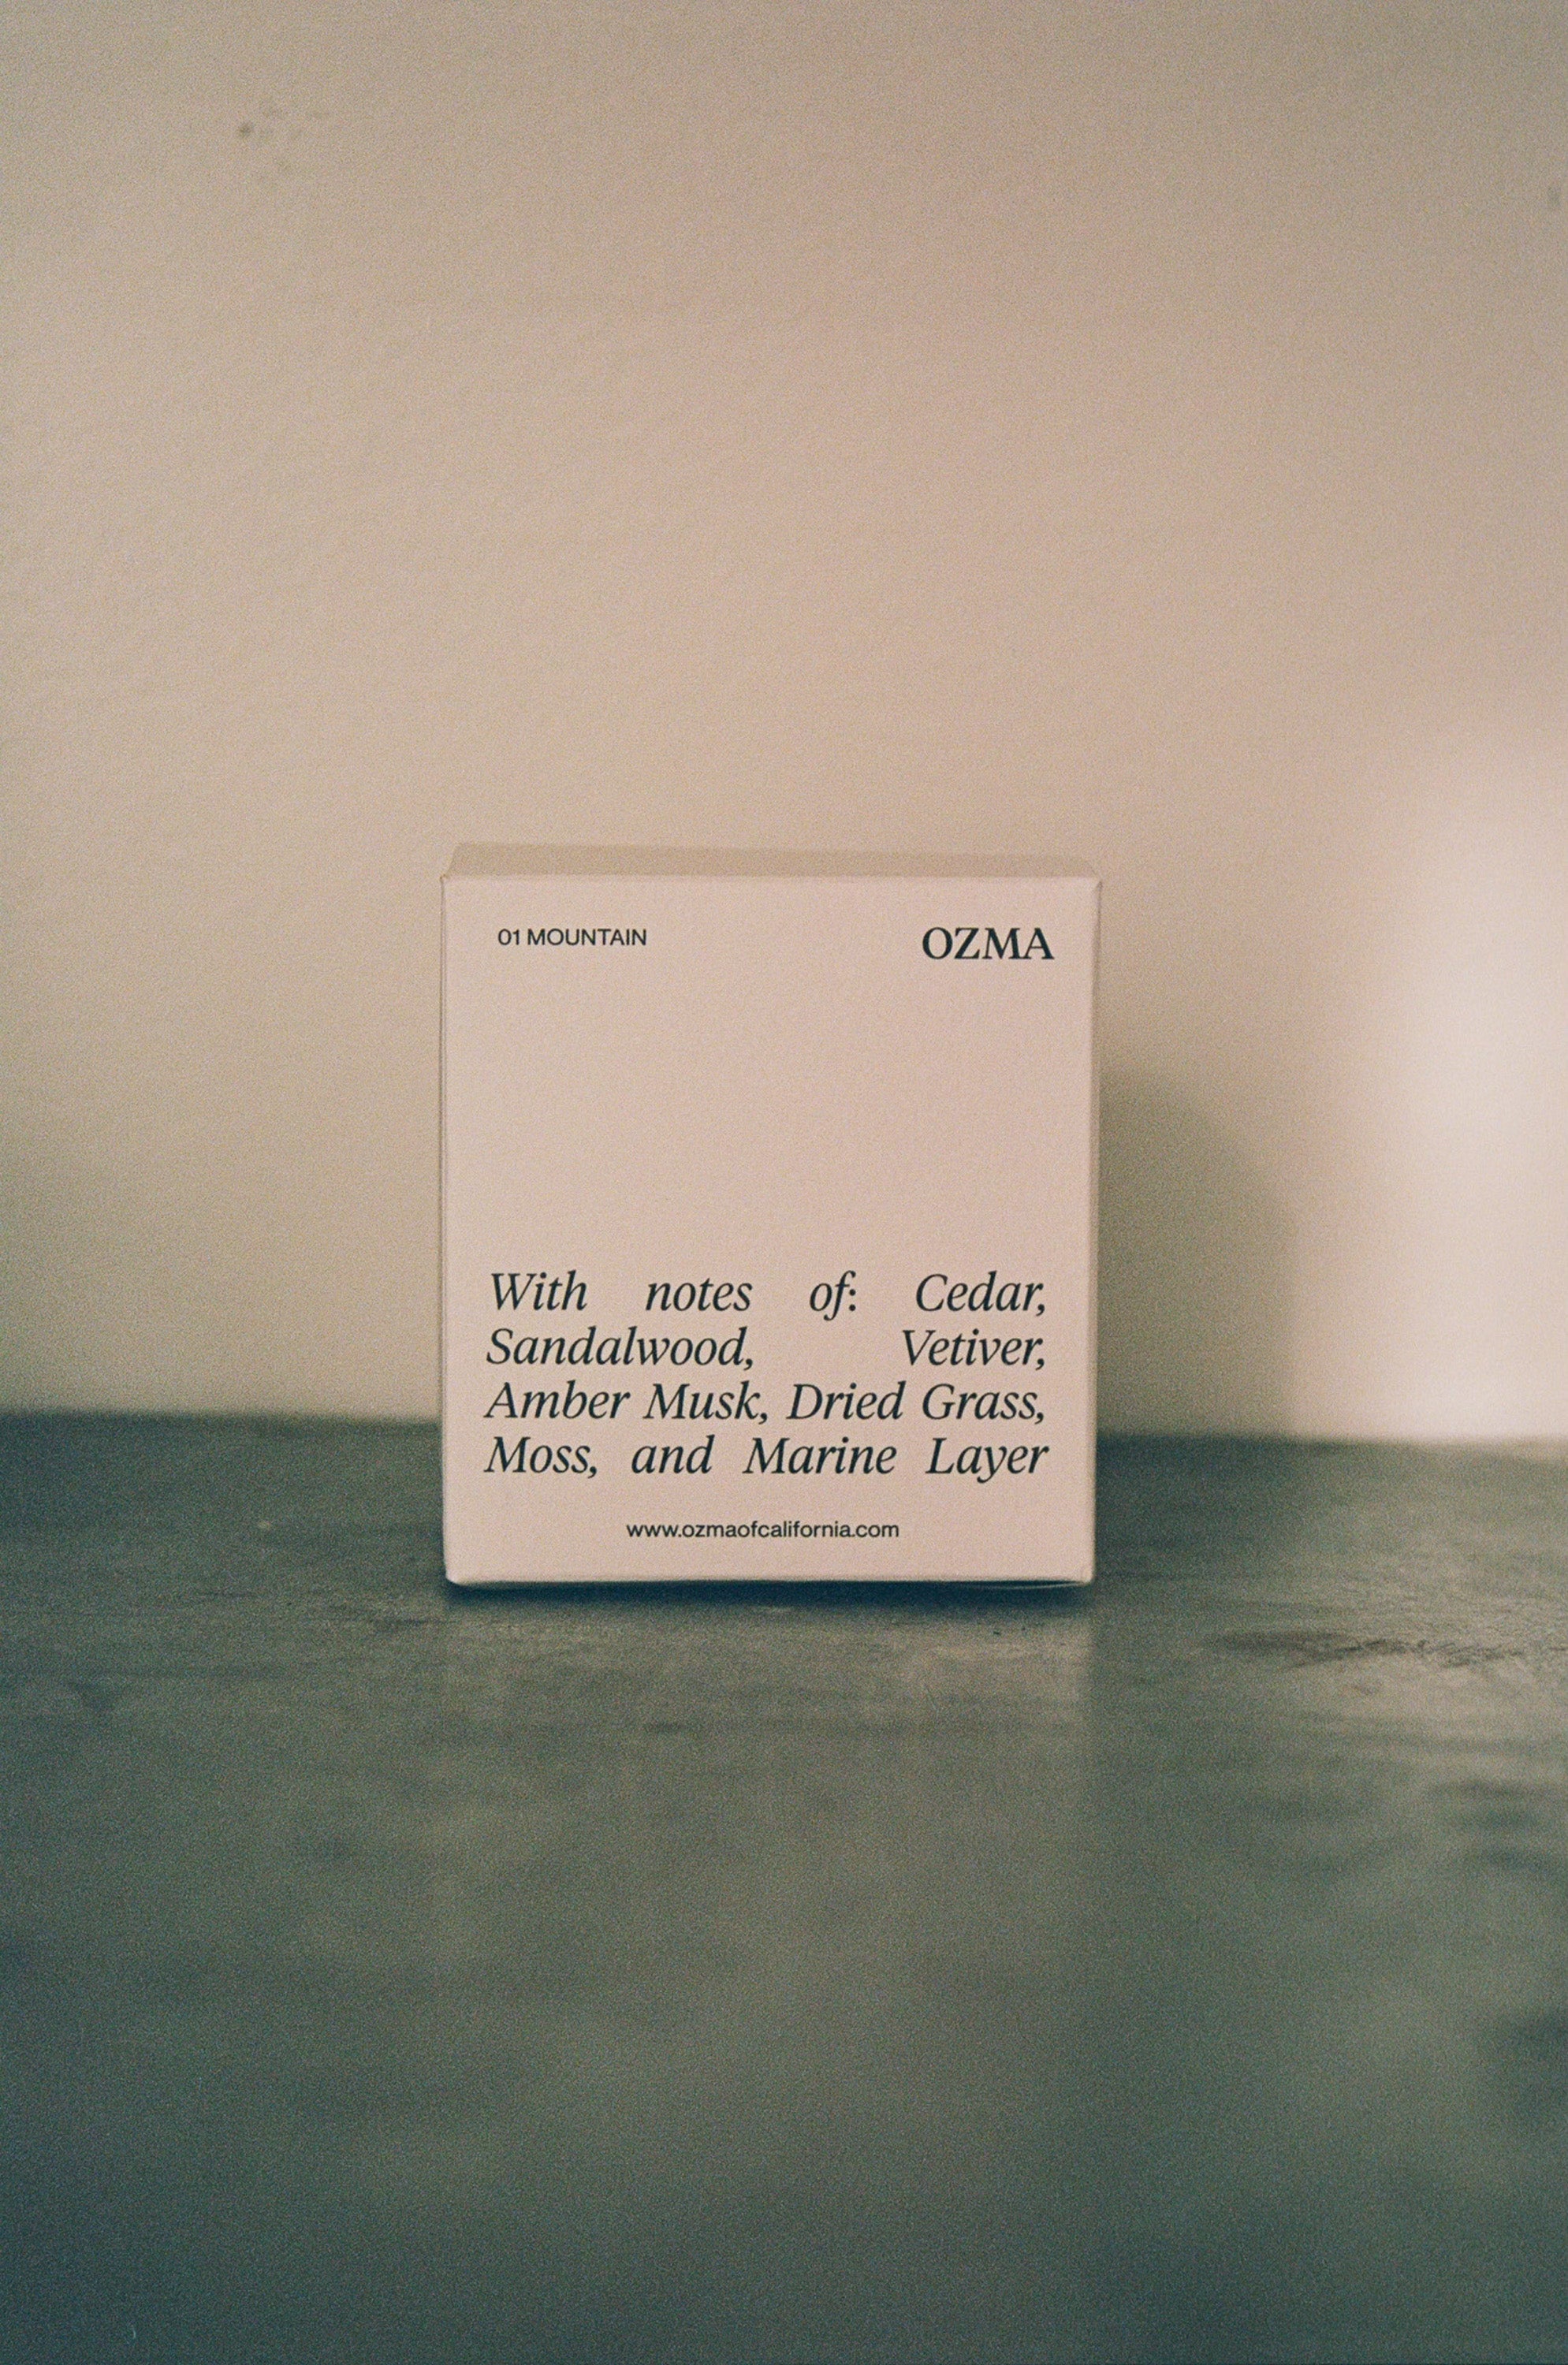 01 MOUNTAIN
OZMA
With notes of: Cedar,
Sandalwood, Vetiver,
Amber Musk, Dried Grass,
Moss, and Marine Layer
www.ozmaofcalifornia.com